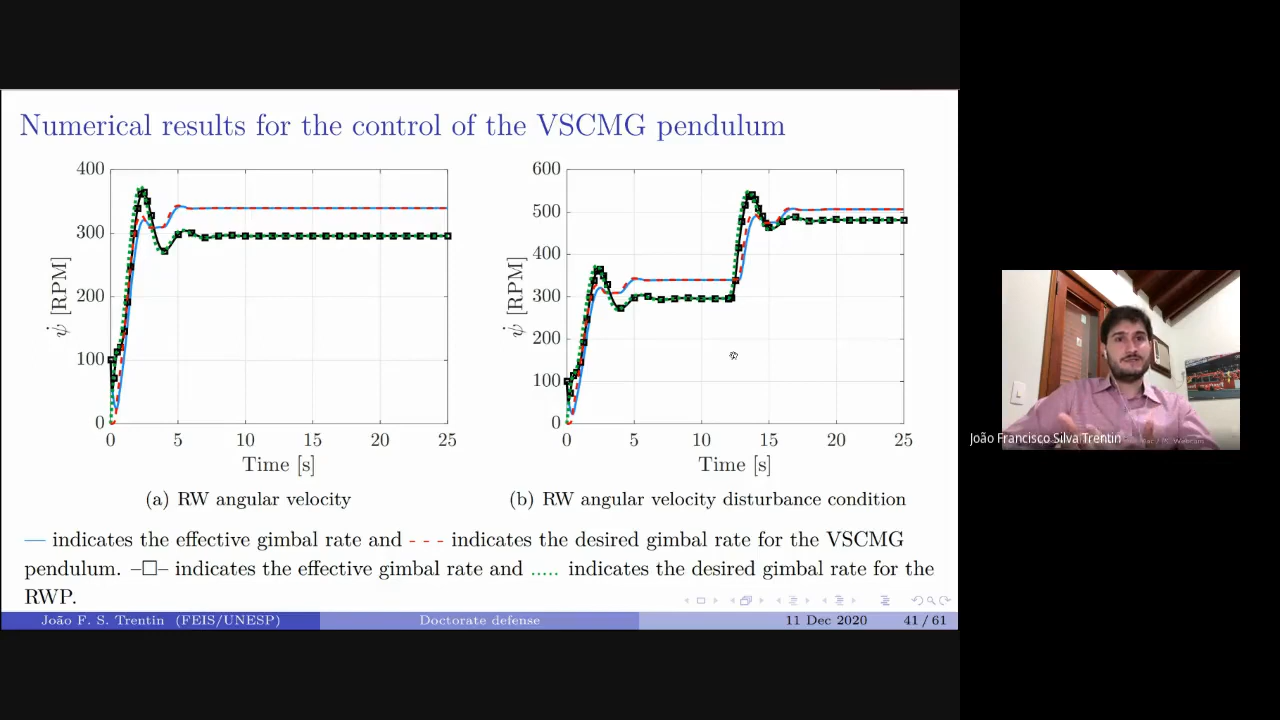 Numerical results for the control of the VSCMG pendulum
400
300
200
100
0
ψ̇ [RPM]
0 5 10 15 20 25
Time [s]
(a) RW angular velocity
600
500
400
300
200
100
0
ψ̇ [RPM]
0 5 10 15 20 25
Time [s]
(b) RW angular velocity disturbance condition
— indicates the effective gimbal rate and - - - indicates the desired gimbal rate for the VSCMG
pendulum. –□– indicates the effective gimbal rate and ..... indicates the desired gimbal rate for the
RWP.
João F. S. Trentin (FEIS/UNESP) Doctorate defense 11 Dec 2020 41 / 61
João Francisco Silva Trentin